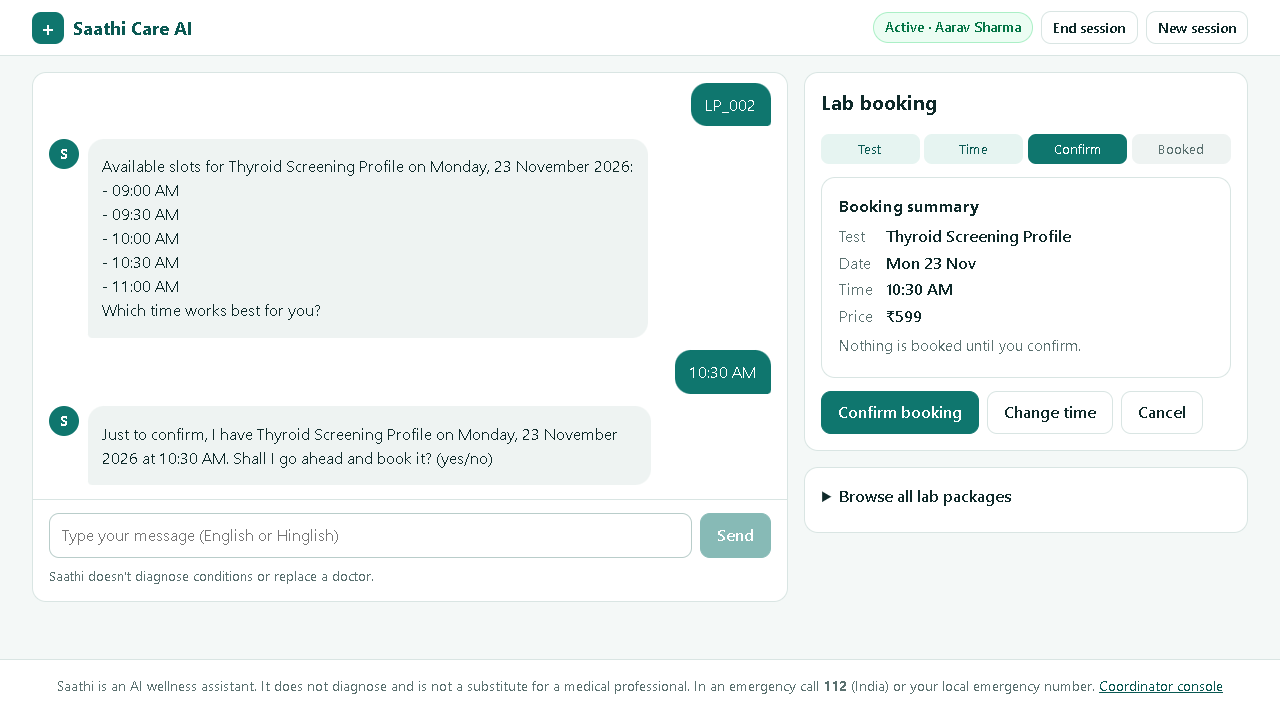 + Saathi Care AI
Active · Aarav Sharma
End session
New session
LP_002
S
Available slots for Thyroid Screening Profile on Monday, 23 November 2026:
- 09:00 AM
- 09:30 AM
- 10:00 AM
- 10:30 AM
- 11:00 AM
Which time works best for you?
10:30 AM
S
Just to confirm, I have Thyroid Screening Profile on Monday, 23 November
2026 at 10:30 AM. Shall I go ahead and book it? (yes/no)
Type your message (English or Hinglish)
Send
Saathi doesn't diagnose conditions or replace a doctor.
Lab booking
Test
Time
Confirm
Booked
Booking summary
Test Thyroid Screening Profile
Date Mon 23 Nov
Time 10:30 AM
Price ₹599
Nothing is booked until you confirm.
Confirm booking
Change time
Cancel
Browse all lab packages
Saathi is an AI wellness assistant. It does not diagnose and is not a substitute for a medical professional. In an emergency call 112 (India) or your local emergency number. Coordinator console